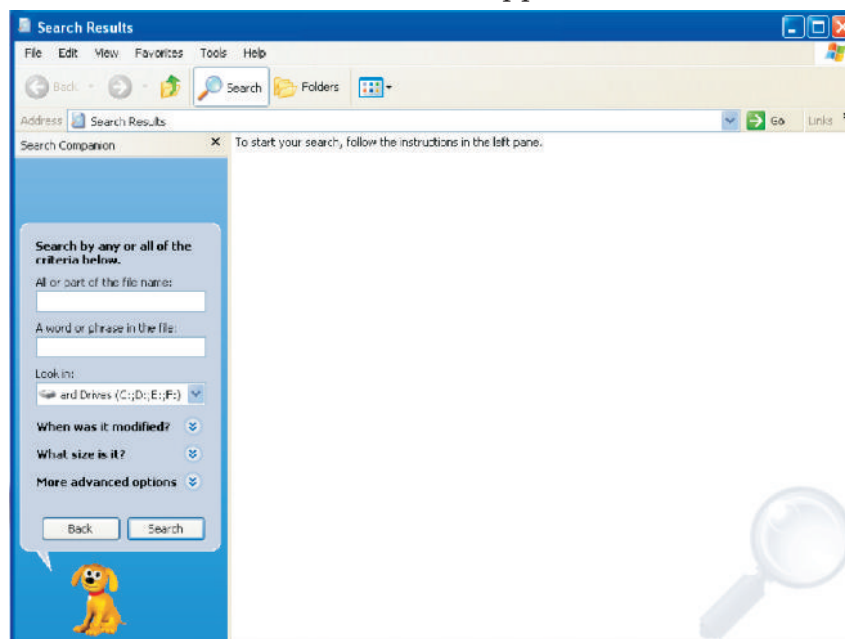 Search Results
File Edit View Favorites Tools Help
Back Search Folders
Address Search Results Go Links
Search Companion To start your search, follow the instructions in the left pane.
Search by any or all of the
criteria below.
All or part of the file name:
A word or phrase in the file:
Look in:
ard Drives (C:;D:;E:;F:)
When was it modified?
What size is it?
More advanced options
Back Search